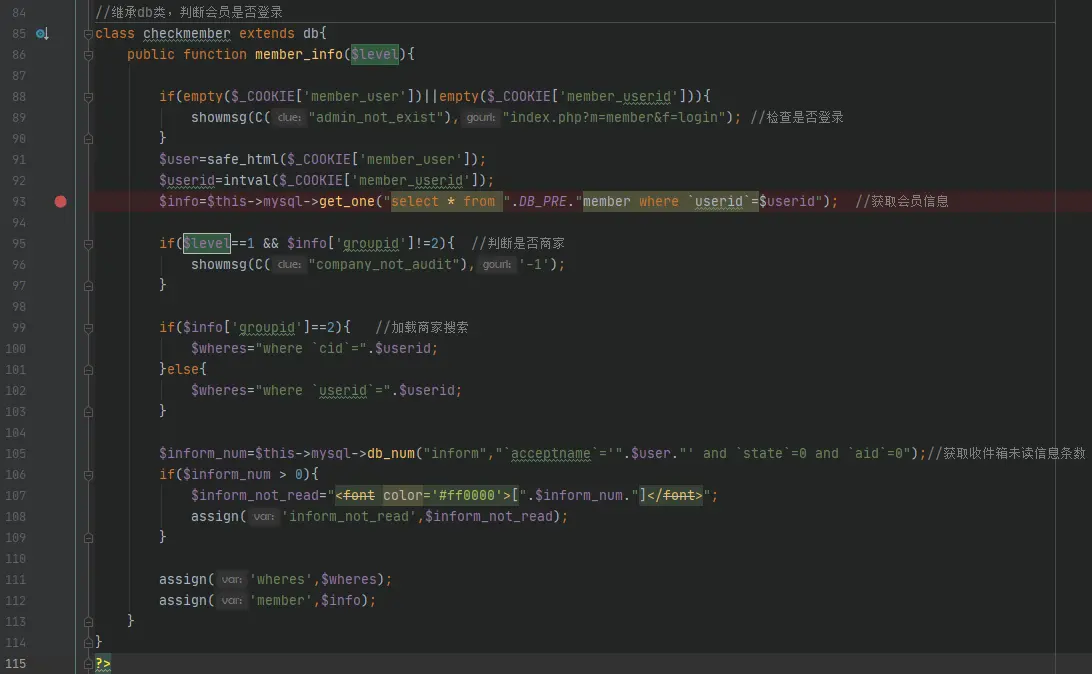 84 //继承db类，判断会员是否登录
85 class checkmember extends db{
86 public function member_info($level){
87
88 if(empty($_COOKIE['member_user'])||empty($_COOKIE['member_userid'])){
89 showmsg(C( clue: "admin_not_exist"), gourl: "index.php?m=member&f=login"); //检查是否登录
90 }
91 $user=safe_html($_COOKIE['member_user']);
92 $userid=intval($_COOKIE['member_userid']);
93 $info=$this->mysql->get_one("select * from ".DB_PRE."member where `userid`=$userid"); //获取会员信息
94
95 if($level==1 && $info['groupid']!=2){ //判断是否商家
96 showmsg(C( clue: "company_not_audit"), gourl: '-1');
97 }
98
99 if($info['groupid']==2){ //加载商家搜索
100 $wheres="where `cid`=".$userid;
101 }else{
102 $wheres="where `userid`=".$userid;
103 }
104
105 $inform_num=$this->mysql->db_num("inform","`acceptname`='".$user."' and `state`=0 and `aid`=0");//获取收件箱未读信息条数
106 if($inform_num > 0){
107 $inform_not_read="<font color='#ff0000'>[".$inform_num."]</font>";
108 assign( var: 'inform_not_read',$inform_not_read);
109 }
110
111 assign( var: 'wheres',$wheres);
112 assign( var: 'member',$info);
113 }
114 }
115 ?>